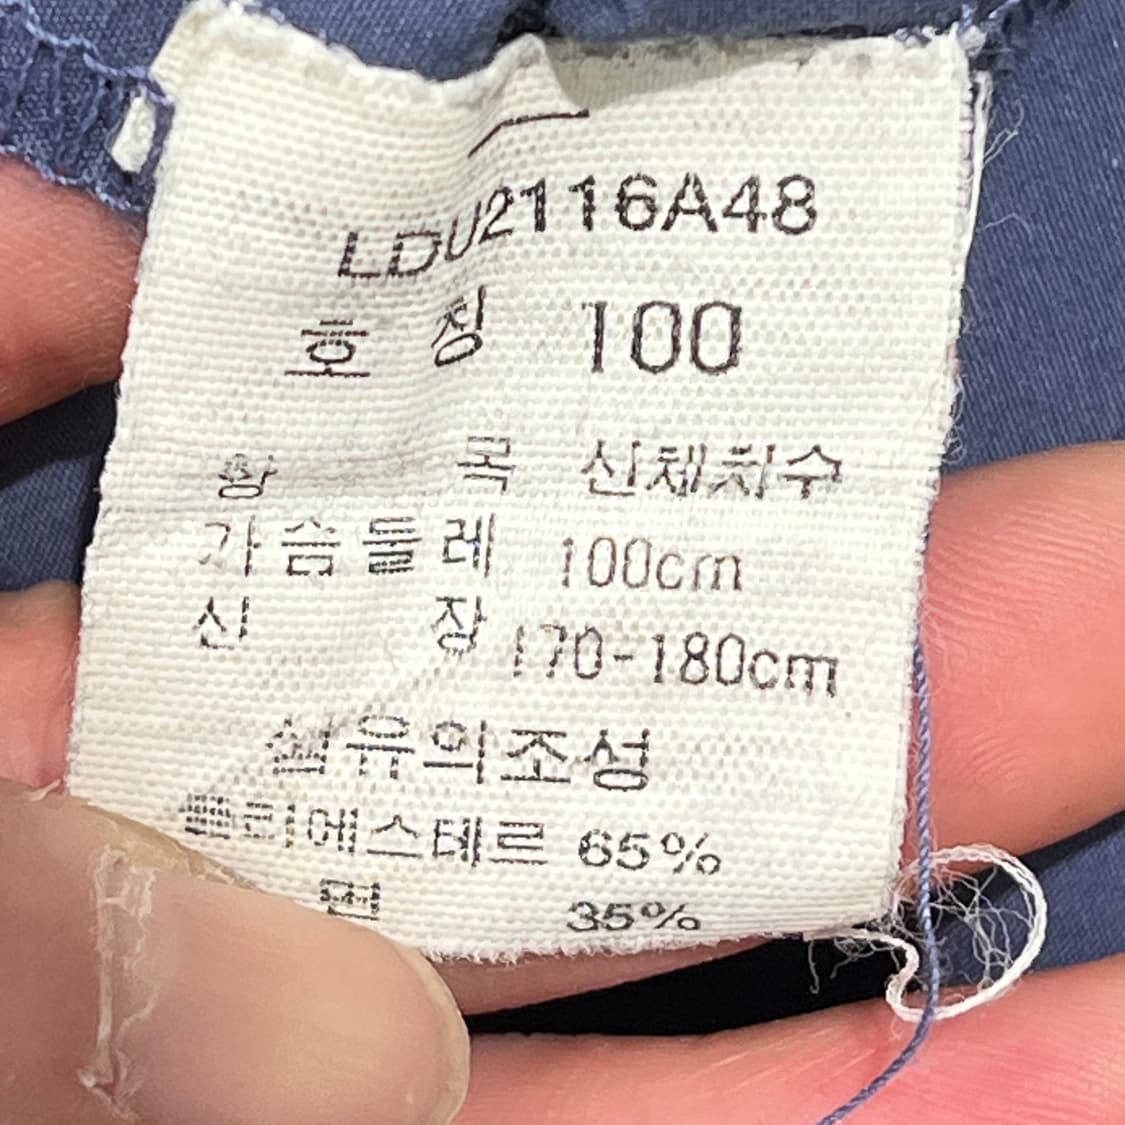 LDU2116A48
호 칭 100
항 목 신체치수
가슴둘레 100cm
신 장 170-180cm
섬유의조성
폴리에스테르 65%
면 35%